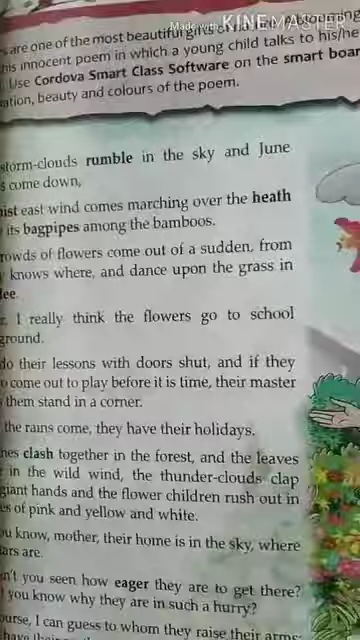 Made with KINEMASTER
s are one of the most beautiful gifts of
his innocent poem in which a young child talks to his/he
Use Cordova Smart Class Software on the smart boar
ation, beauty and colours of the poem.
storm-clouds rumble in the sky and June
s come down,
ist east wind comes marching over the heath
its bagpipes among the bamboos.
rowds of flowers come out of a sudden, from
y knows where, and dance upon the grass in
lee.
r, I really think the flowers go to school
ground.
do their lessons with doors shut, and if they
o come out to play before it is time, their master
s them stand in a corner.
the rains come, they have their holidays.
hes clash together in the forest, and the leaves
in the wild wind, the thunder-clouds clap
giant hands and the flower children rush out in
es of pink and yellow and white.
ou know, mother, their home is in the sky, where
ars are.
n't you seen how eager they are to get there?
you know why they are in such a hurry?
ourse, I can guess to whom they raise their arms:
have their